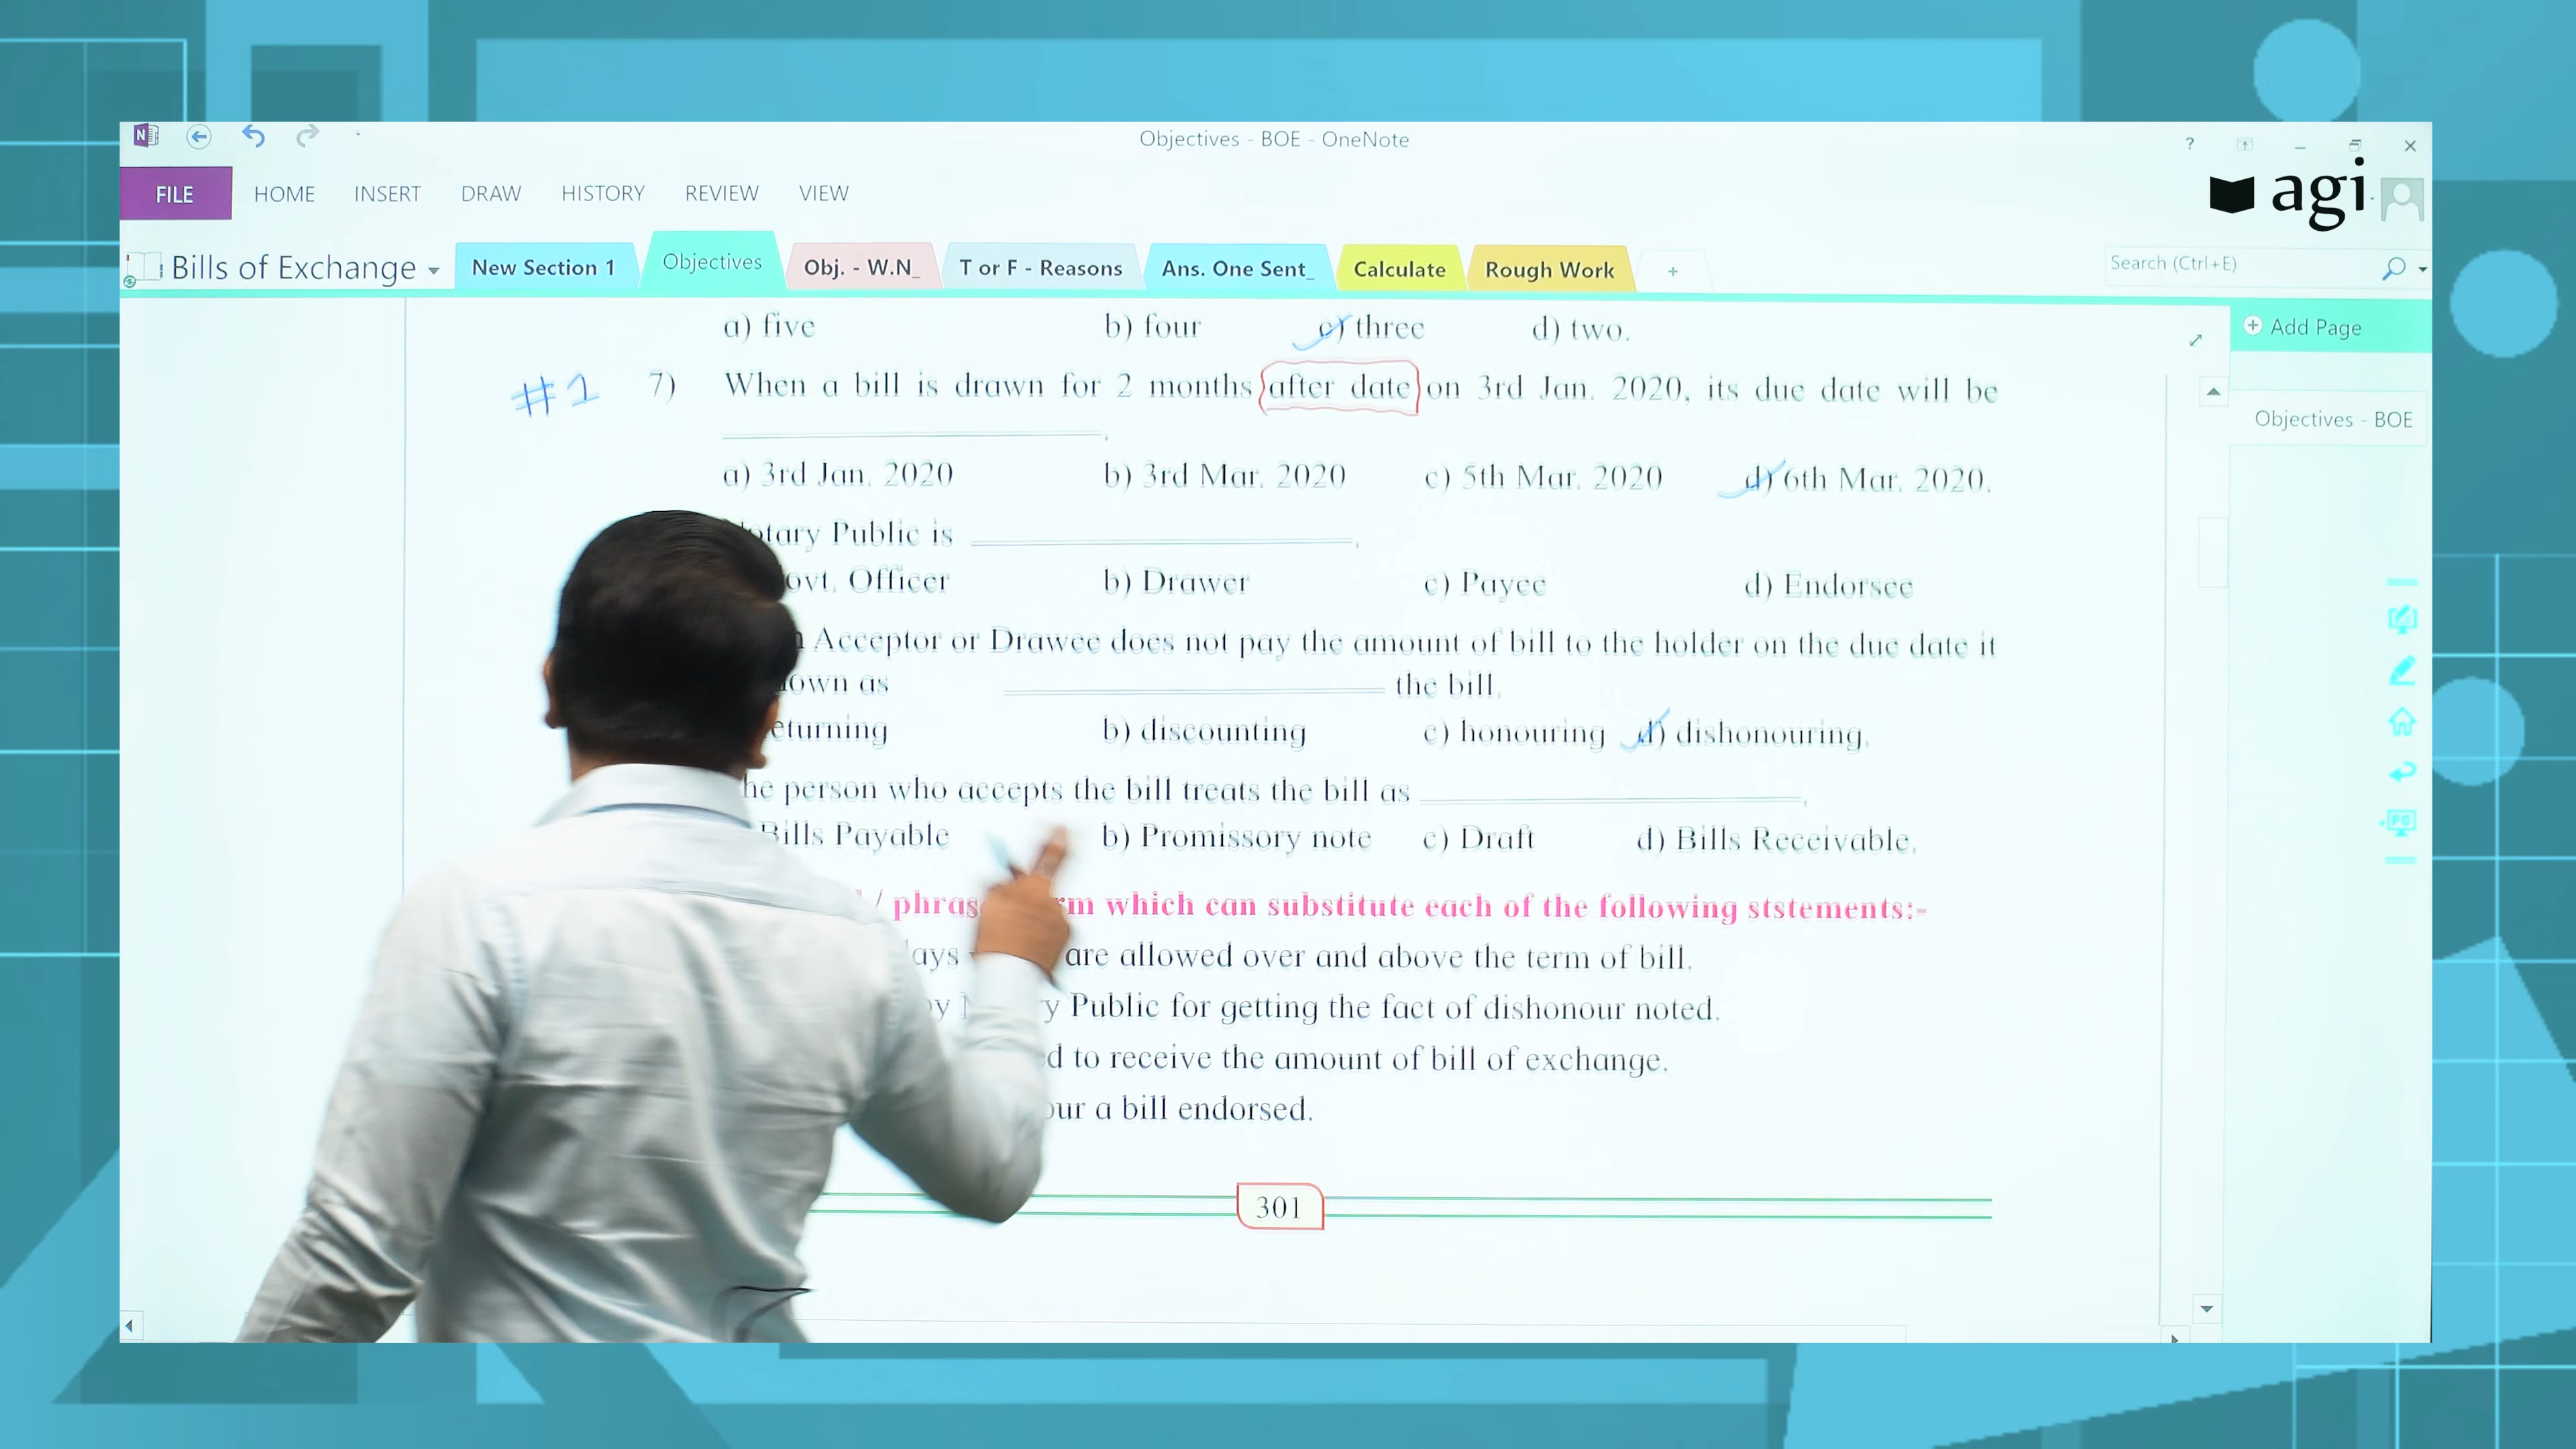 Objectives - BOE - OneNote
?
FILE HOME INSERT DRAW HISTORY REVIEW VIEW
agi
Bills of Exchange New Section 1 Objectives Obj. - W.N_ T or F - Reasons Ans. One Sent_ Calculate Rough Work +
Search (Ctrl+E)
Add Page
Objectives - BOE
a) five b) four c) three d) two.
#1 7) When a bill is drawn for 2 months after date on 3rd Jan. 2020, its due date will be
a) 3rd Jan. 2020 b) 3rd Mar. 2020 c) 5th Mar. 2020 d) 6th Mar. 2020.
Public is
Officer b) Drawer c) Payee d) Endorsee
Acceptor or Drawee does not pay the amount of bill to the holder on the due date it
as the bill.
b) discounting c) honouring d) dishonouring.
person who accepts the bill treats the bill as
Bills Payable b) Promissory note c) Draft d) Bills Receivable.
/ which can substitute each of the following ststements:-
are allowed over and above the term of bill.
Public for getting the fact of dishonour noted.
to receive the amount of bill of exchange.
a bill endorsed.
301